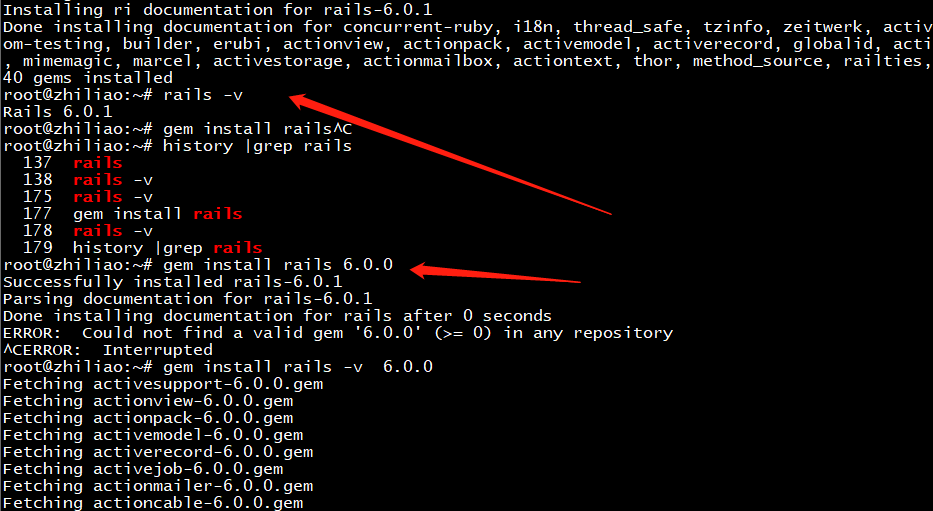 Installing ri documentation for rails-6.0.1
Done installing documentation for concurrent-ruby, i18n, thread_safe, tzinfo, zeitwerk, activ
om-testing, builder, erubi, actionview, actionpack, activemodel, activerecord, globalid, acti
, mimemagic, marcel, activestorage, actionmailbox, actiontext, thor, method_source, railties,
40 gems installed
root@zhiliao:~# rails -v
Rails 6.0.1
root@zhiliao:~# gem install rails^C
root@zhiliao:~# history |grep rails
137  rails
138  rails -v
175  rails -v
177  gem install rails
178  rails -v
179  history |grep rails
root@zhiliao:~# gem install rails 6.0.0
Successfully installed rails-6.0.1
Parsing documentation for rails-6.0.1
Done installing documentation for rails after 0 seconds
ERROR:  Could not find a valid gem '6.0.0' (>= 0) in any repository
^CERROR:  Interrupted
root@zhiliao:~# gem install rails -v  6.0.0
Fetching activesupport-6.0.0.gem
Fetching actionview-6.0.0.gem
Fetching actionpack-6.0.0.gem
Fetching activemodel-6.0.0.gem
Fetching activerecord-6.0.0.gem
Fetching activejob-6.0.0.gem
Fetching actionmailer-6.0.0.gem
Fetching actioncable-6.0.0.gem